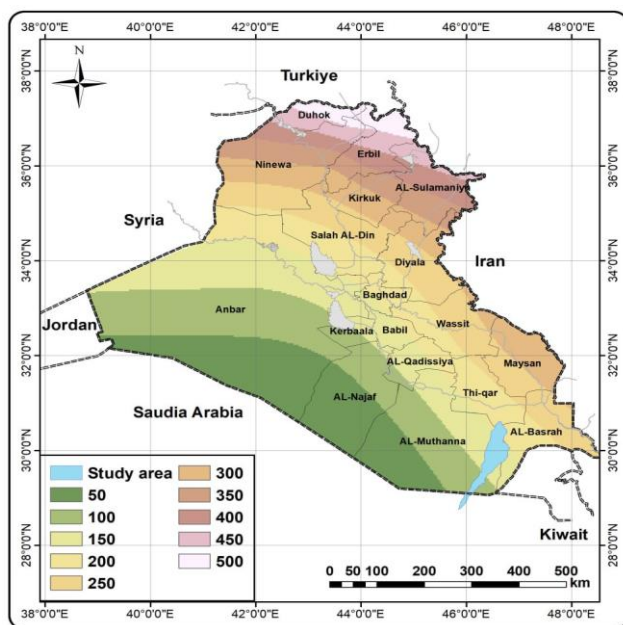 38°0'0"E 40°0'0"E 42°0'0"E 44°0'0"E 46°0'0"E 48°0'0"E
N
38°0'0"N
38°0'0"N
Turkiye
Duhok
36°0'0"N
Erbil
36°0'0"N
Ninewa
AL-Sulamaniya
Kirkuk
Syria
Salah AL-Din
34°0'0"N
Diyala
Iran
34°0'0"N
Baghdad
Anbar
Wassit
Jordan
Kerbaala
Babil
32°0'0"N
AL-Qadissiya
Maysan
32°0'0"N
AL-Najaf
Thi-qar
Saudia Arabia
AL-Muthanna
AL-Basrah
30°0'0"N
30°0'0"N
Study area
50
100
150
200
250
300
350
400
450
500
Kiwait
28°0'0"N
28°0'0"N
0 50 100 200 300 400 500
km
38°0'0"E 40°0'0"E 42°0'0"E 44°0'0"E 46°0'0"E 48°0'0"E